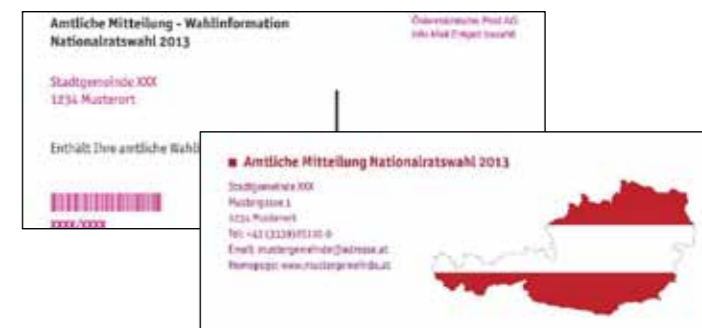 Amtliche Mitteilung - Wahlinformation
Nationalratswahl 2013
Österreichische Post AG
Info Mail Entgelt bezahlt
Stadtgemeinde XXX
1234 Musterort
Enthält Ihre amtliche Wahli
XXXX/XXXX
Amtliche Mitteilung Nationalratswahl 2013
Stadtgemeinde XXX
Mustergasse 1
1234 Musterort
Email: mustergemeinde@adresse.at
Homepage: www.mustergemeinde.at